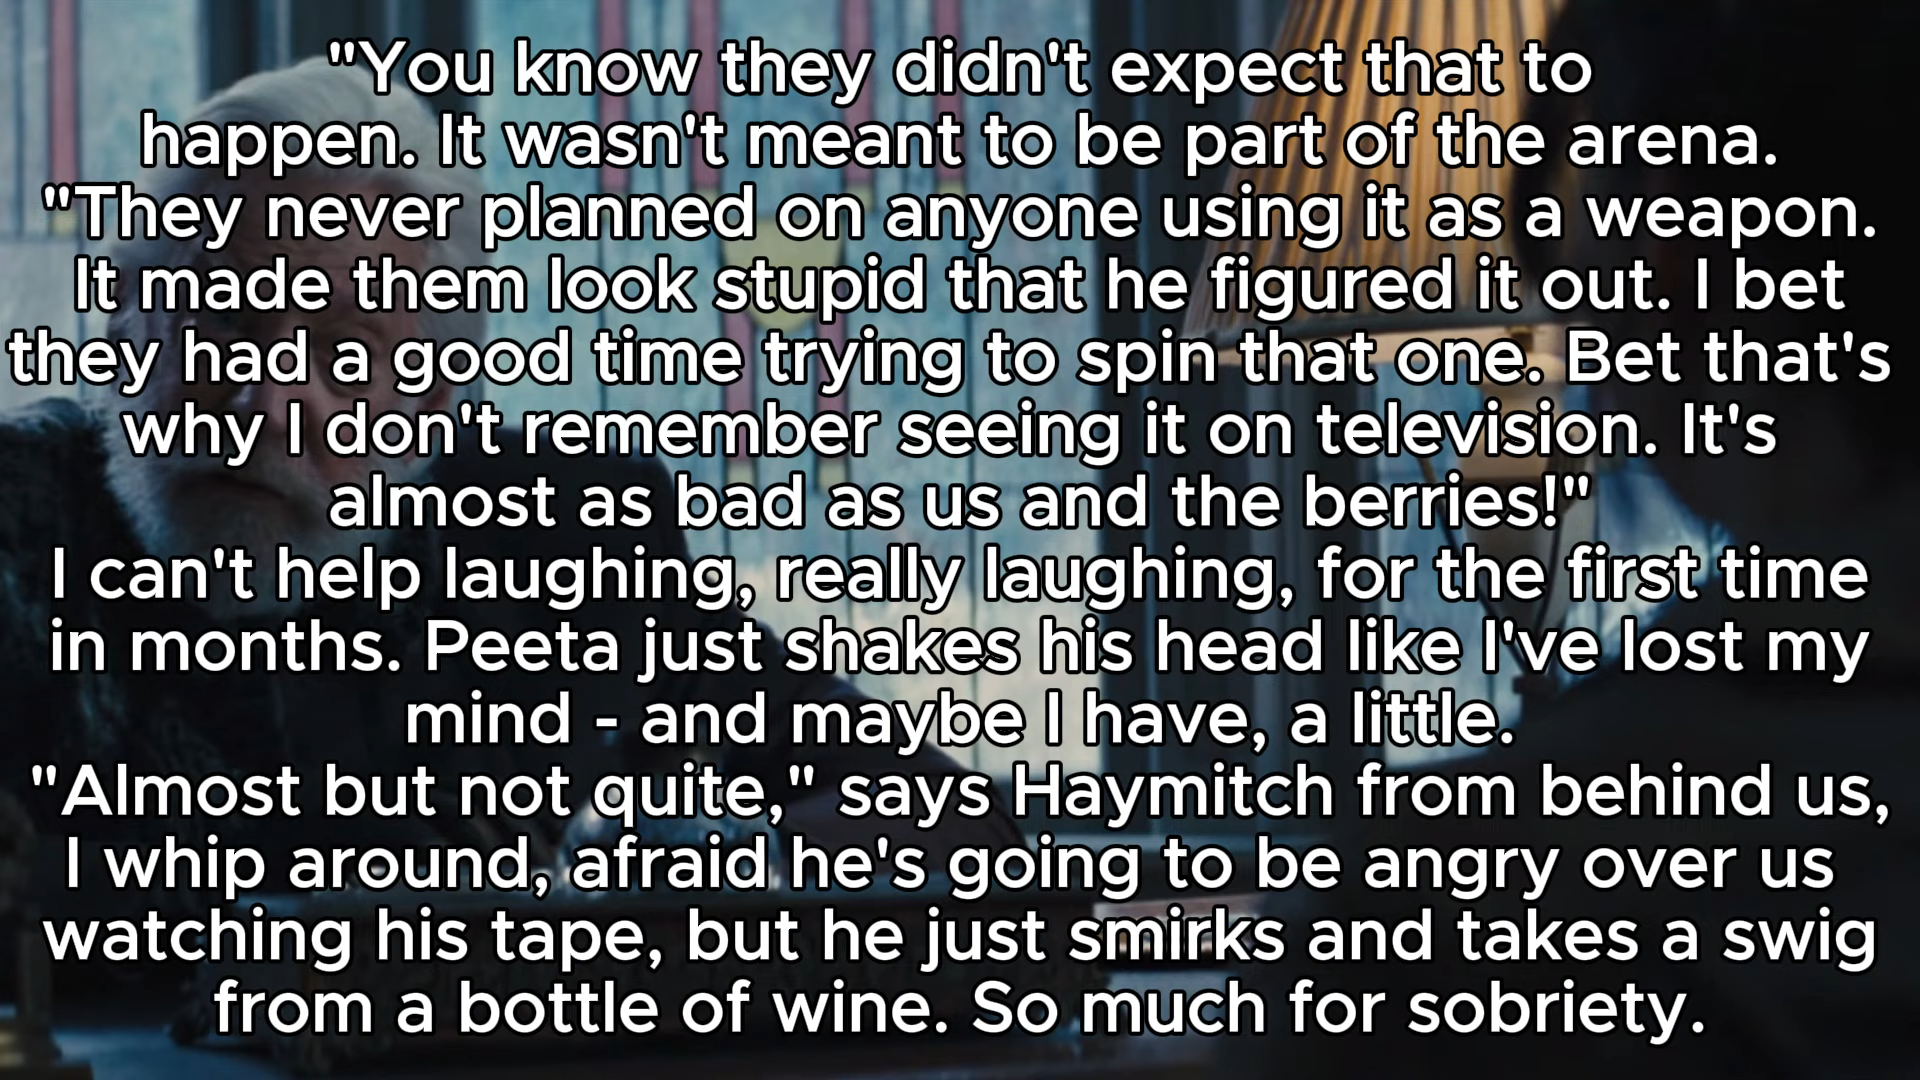 "You know they didn't expect that to
happen. It wasn't meant to be part of the arena.
"They never planned on anyone using it as a weapon.
It made them look stupid that he figured it out. I bet
they had a good time trying to spin that one. Bet that's
why I don't remember seeing it on television. It's
almost as bad as us and the berries!"
I can't help laughing, really laughing, for the first time
in months. Peeta just shakes his head like I've lost my
mind - and maybe I have, a little.
"Almost but not quite," says Haymitch from behind us,
I whip around, afraid he's going to be angry over us
watching his tape, but he just smirks and takes a swig
from a bottle of wine. So much for sobriety.